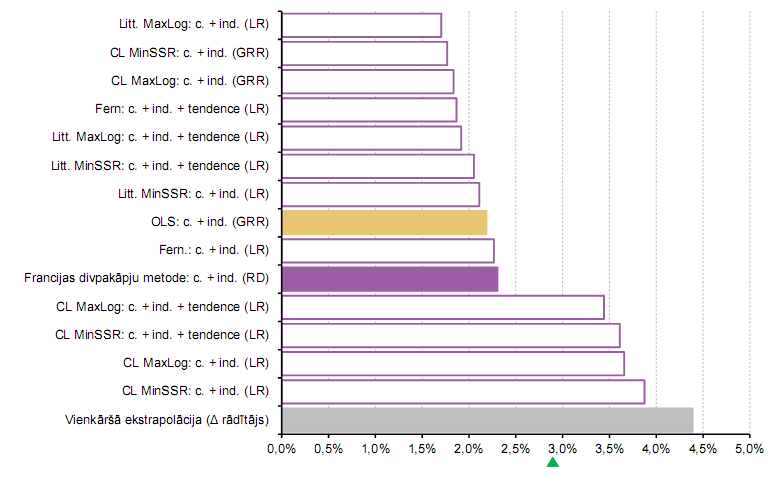 Litt. MaxLog: c. + ind. (LR)
CL MinSSR: c. + ind. (GRR)
CL MaxLog: c. + ind. (GRR)
Fern: c. + ind. + tendence (LR)
Litt. MaxLog: c. + ind. + tendence (LR)
Litt. MinSSR: c. + ind. + tendence (LR)
Litt. MinSSR: c. + ind. (LR)
OLS: c. + ind. (GRR)
Fern.: c. + ind. (LR)
Francijas divpakāpju metode: c. + ind. (RD)
CL MaxLog: c. + ind. + tendence (LR)
CL MinSSR: c. + ind. + tendence (LR)
CL MaxLog: c. + ind. (LR)
CL MinSSR: c. + ind. (LR)
Vienkāršā ekstrapolācija (Δ rādītājs)
0,0% 0,5% 1,0% 1,5% 2,0% 2,5% 3,0% 3,5% 4,0% 4,5% 5,0%